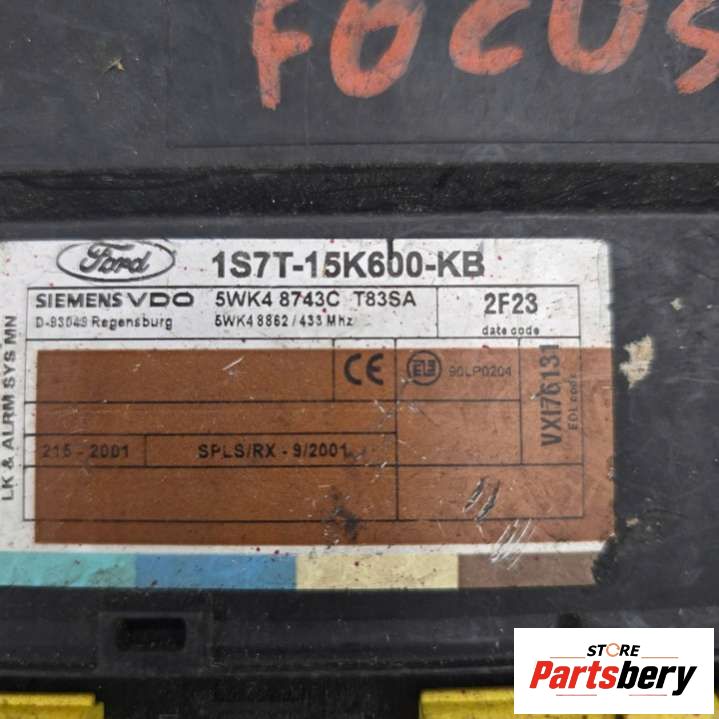 FOCUS
Ford
1S7T-15K600-KB
SIEMENS VDO
5WK4 8743C T83SA
2F23
D-93049 Regensburg
5WK4 8862 / 433 MHz
date code
LK & ALRM SYS MN
CE
90LP0204
VX176131
EOL code
215 - 2001
SPLS/RX - 9/2001
STORE
Partsbery